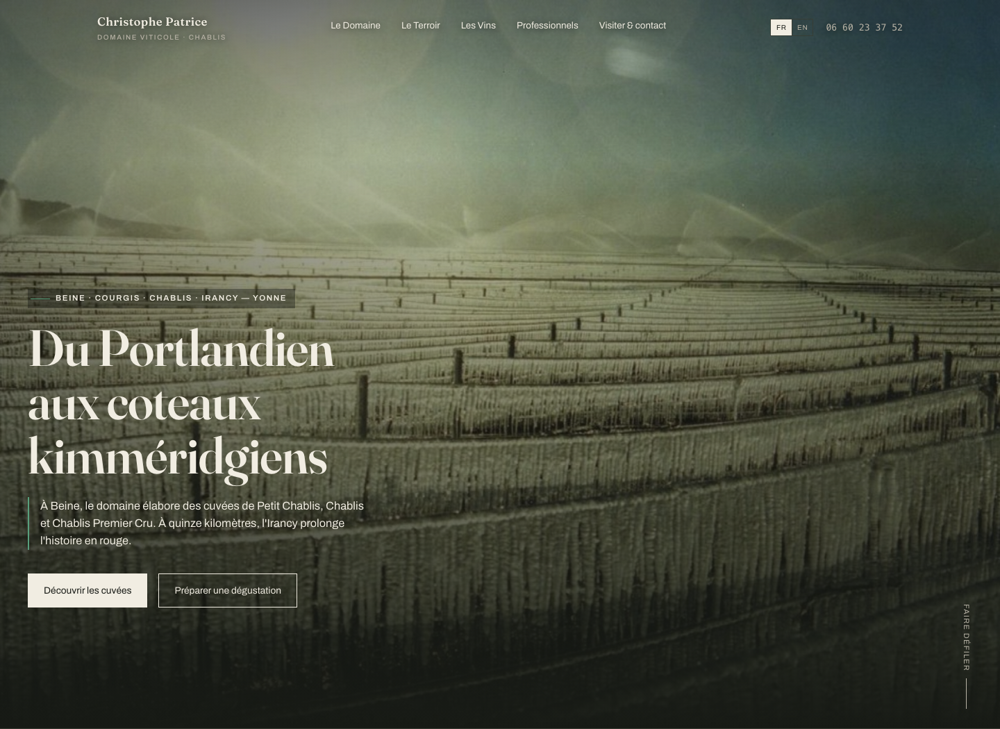 Christophe Patrice
DOMAINE VITICOLE · CHABLIS
Le Domaine
Le Terroir
Les Vins
Professionnels
Visiter & contact
FR
EN
06 60 23 37 52
BEINE · COURGIS · CHABLIS · IRANCY — YONNE
Du Portlandien
aux coteaux
kimméridgiens
À Beine, le domaine élabore des cuvées de Petit Chablis, Chablis
et Chablis Premier Cru. À quinze kilomètres, l'Irancy prolonge
l'histoire en rouge.
Découvrir les cuvées
Préparer une dégustation
FAIRE DÉFILER